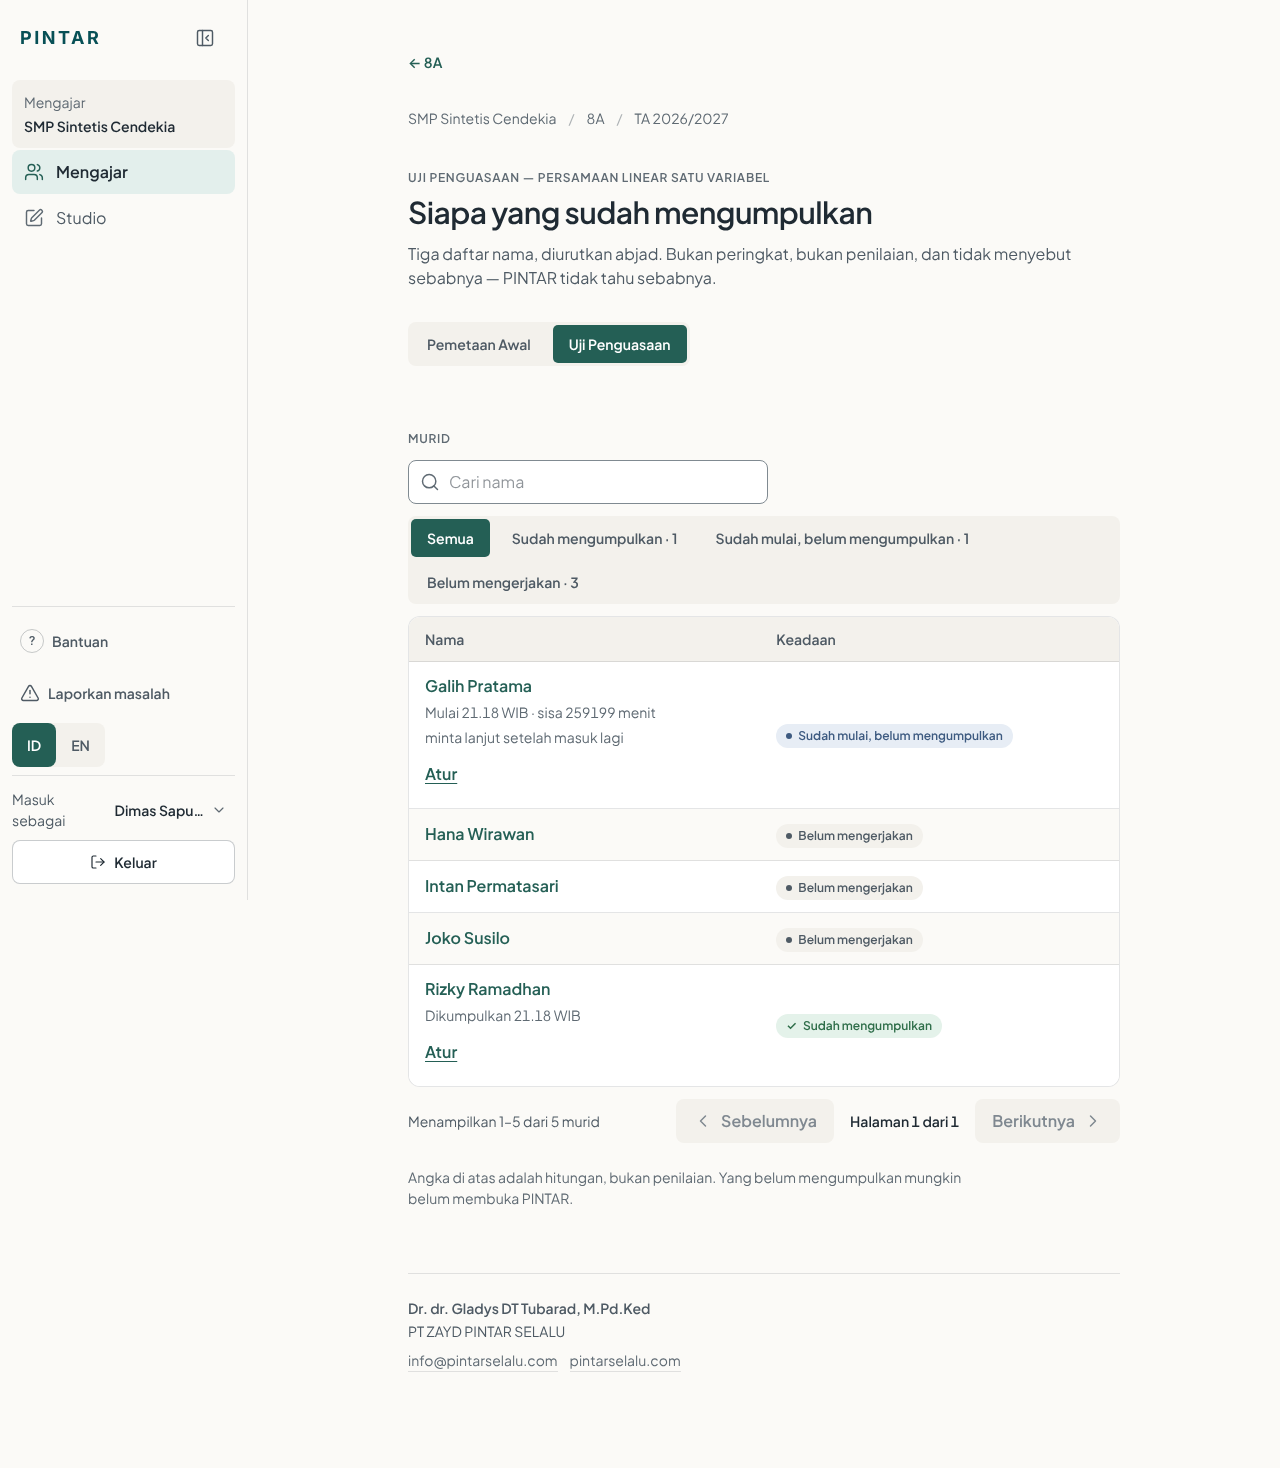 PINTAR
Mengajar
SMP Sintetis Cendekia
Mengajar
Studio
? Bantuan
Laporkan masalah
ID EN
Masuk sebagai
Dimas Sapu…
Keluar
← 8A
SMP Sintetis Cendekia / 8A / TA 2026/2027
UJI PENGUASAAN — PERSAMAAN LINEAR SATU VARIABEL
Siapa yang sudah mengumpulkan
Tiga daftar nama, diurutkan abjad. Bukan peringkat, bukan penilaian, dan tidak menyebut
sebabnya — PINTAR tidak tahu sebabnya.
Pemetaan Awal Uji Penguasaan
MURID
Cari nama
Semua Sudah mengumpulkan · 1 Sudah mulai, belum mengumpulkan · 1
Belum mengerjakan · 3
Nama Keadaan
Galih Pratama
Mulai 21.18 WIB · sisa 259199 menit
minta lanjut setelah masuk lagi
Sudah mulai, belum mengumpulkan
Atur
Hana Wirawan Belum mengerjakan
Intan Permatasari Belum mengerjakan
Joko Susilo Belum mengerjakan
Rizky Ramadhan
Dikumpulkan 21.18 WIB
Sudah mengumpulkan
Atur
Menampilkan 1–5 dari 5 murid Sebelumnya Halaman 1 dari 1 Berikutnya
Angka di atas adalah hitungan, bukan penilaian. Yang belum mengumpulkan mungkin
belum membuka PINTAR.
Dr. dr. Gladys DT Tubarad, M.Pd.Ked
PT ZAYD PINTAR SELALU
info@pintarselalu.com pintarselalu.com